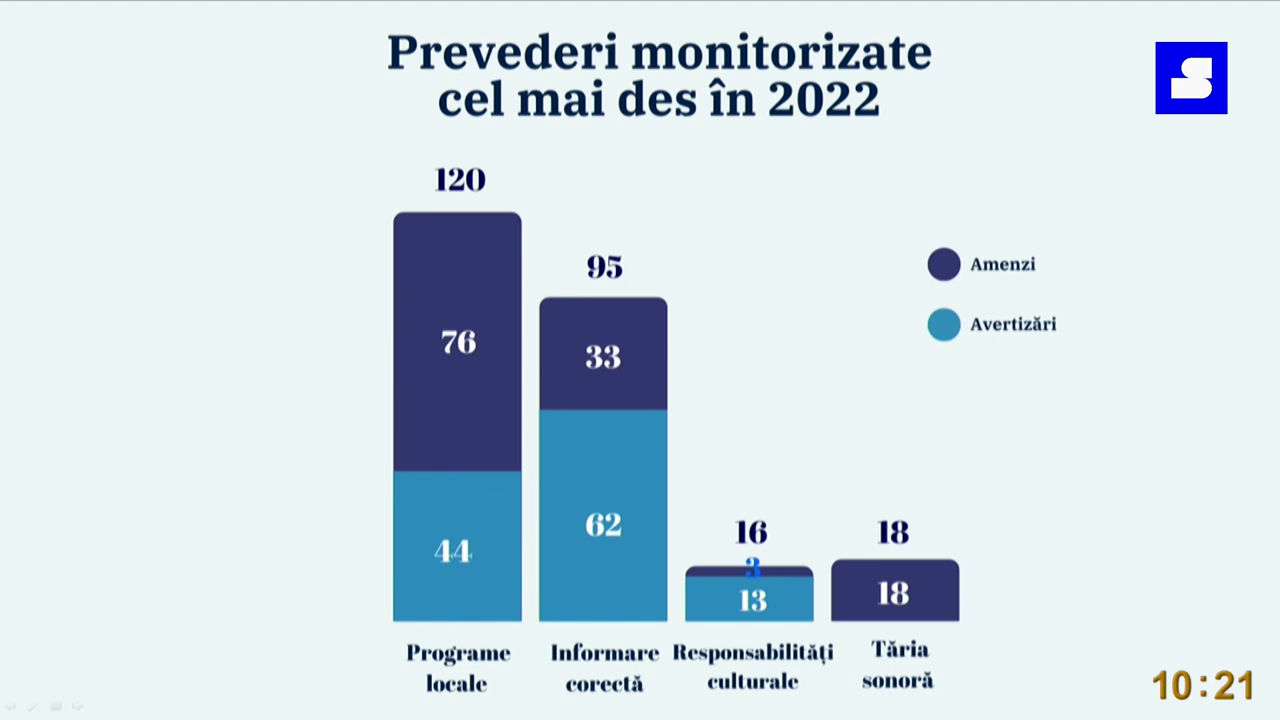 Prevederi monitorizate
cel mai des în 2022
120
76
44
95
33
62
16
3
13
18
18
Amenzi
Avertizări
Programe
locale
Informare
corectă
Responsabilități
culturale
Tăria
sonoră
10:21